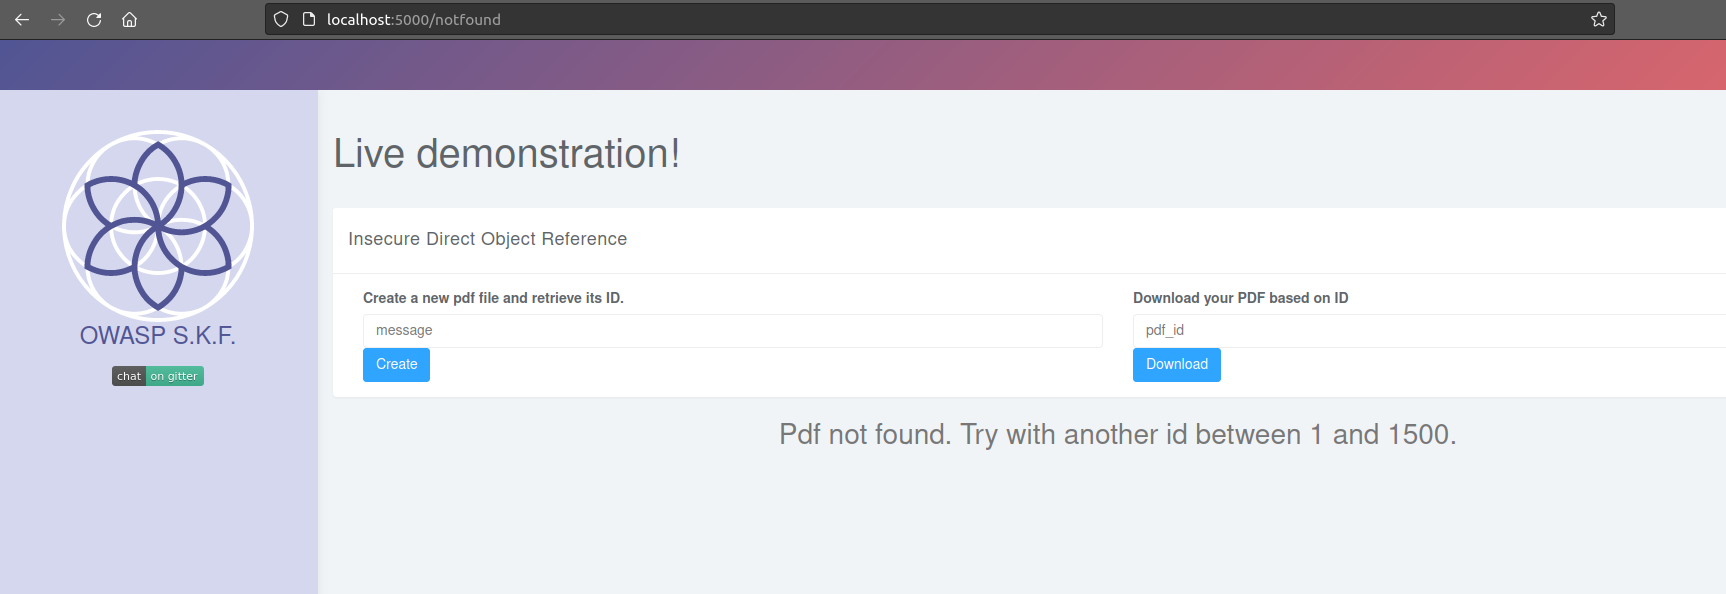 localhost:5000/notfound
Live demonstration!
OWASP S.K.F.
chat on gitter
Insecure Direct Object Reference
Create a new pdf file and retrieve its ID.
message
Create
Download your PDF based on ID
pdf_id
Download
Pdf not found. Try with another id between 1 and 1500.